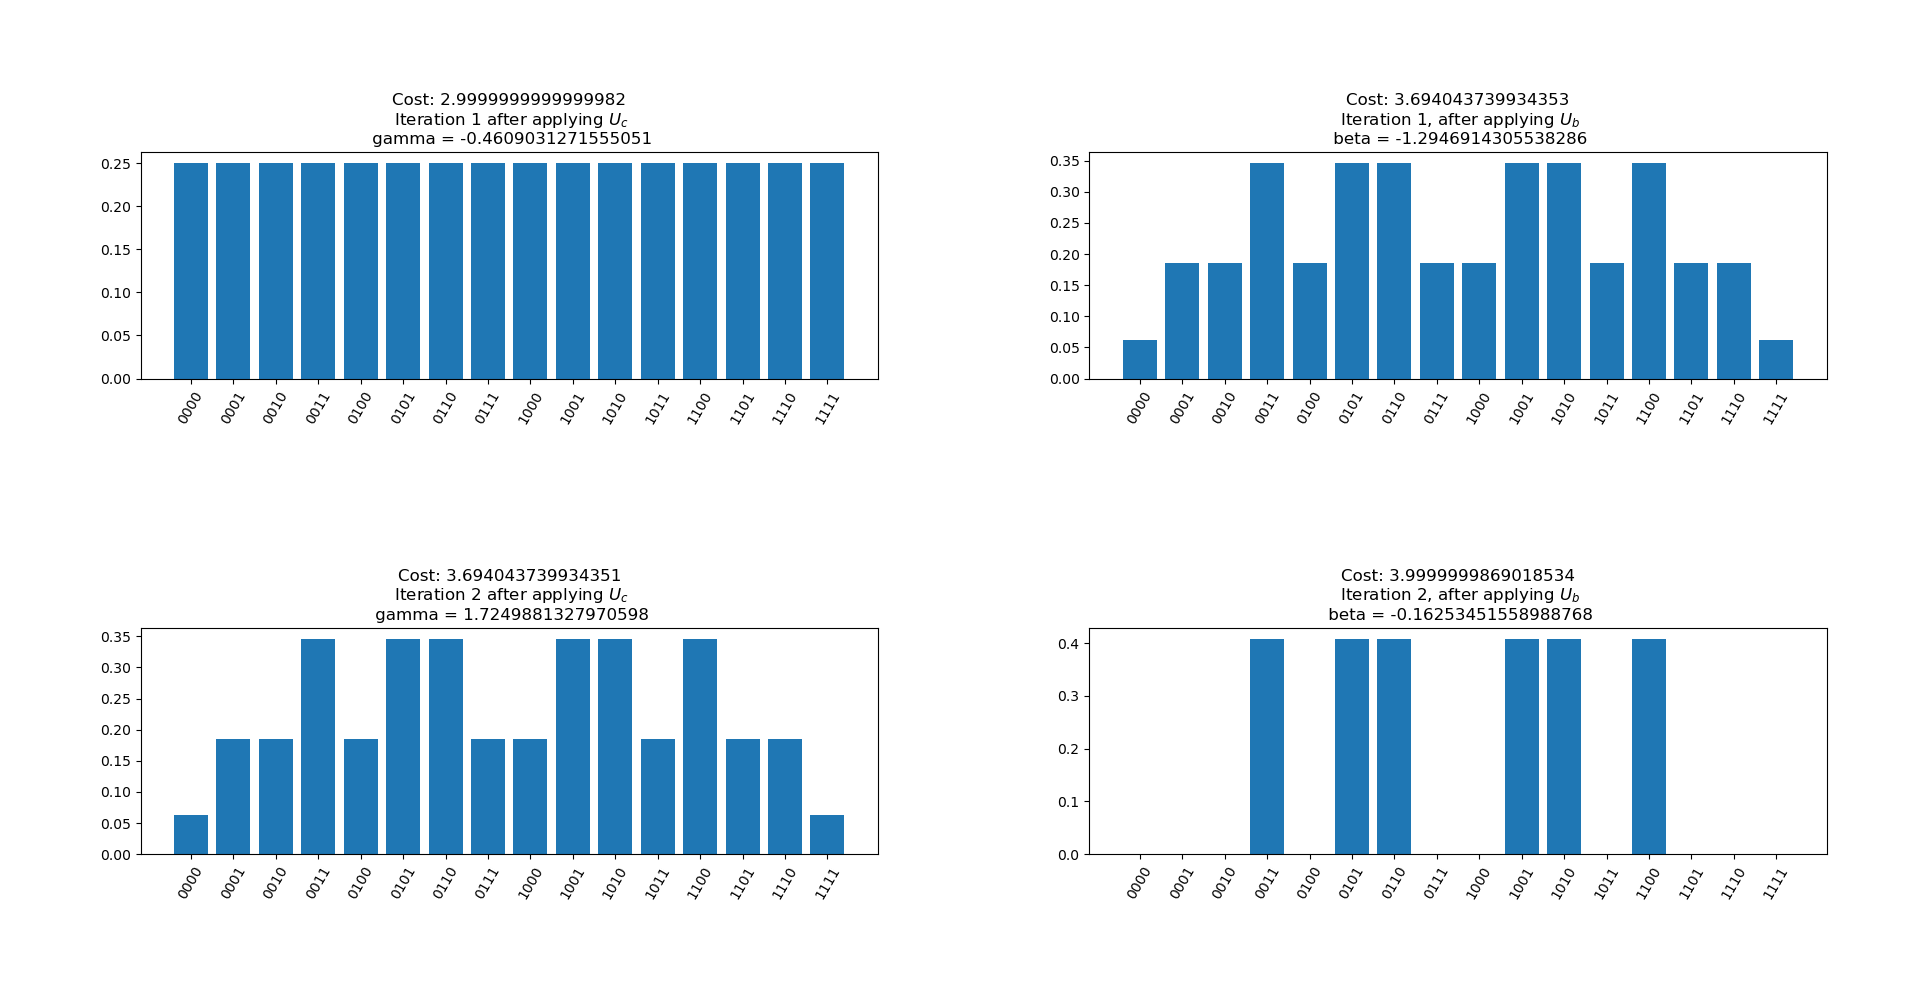 Cost: 2.9999999999999982
Iteration 1 after applying U_c
gamma = -0.4609031271555051
0.25
0.20
0.15
0.10
0.05
0.00
0000 0001 0010 0011 0100 0101 0110 0111 1000 1001 1010 1011 1100 1101 1110 1111
Cost: 3.694043739934353
Iteration 1, after applying U_b
beta = -1.2946914305538286
0.35
0.30
0.25
0.20
0.15
0.10
0.05
0.00
0000 0001 0010 0011 0100 0101 0110 0111 1000 1001 1010 1011 1100 1101 1110 1111
Cost: 3.694043739934351
Iteration 2 after applying U_c
gamma = 1.7249881327970598
0.35
0.30
0.25
0.20
0.15
0.10
0.05
0.00
0000 0001 0010 0011 0100 0101 0110 0111 1000 1001 1010 1011 1100 1101 1110 1111
Cost: 3.9999999869018534
Iteration 2, after applying U_b
beta = -0.16253451558988768
0.4
0.3
0.2
0.1
0.0
0000 0001 0010 0011 0100 0101 0110 0111 1000 1001 1010 1011 1100 1101 1110 1111